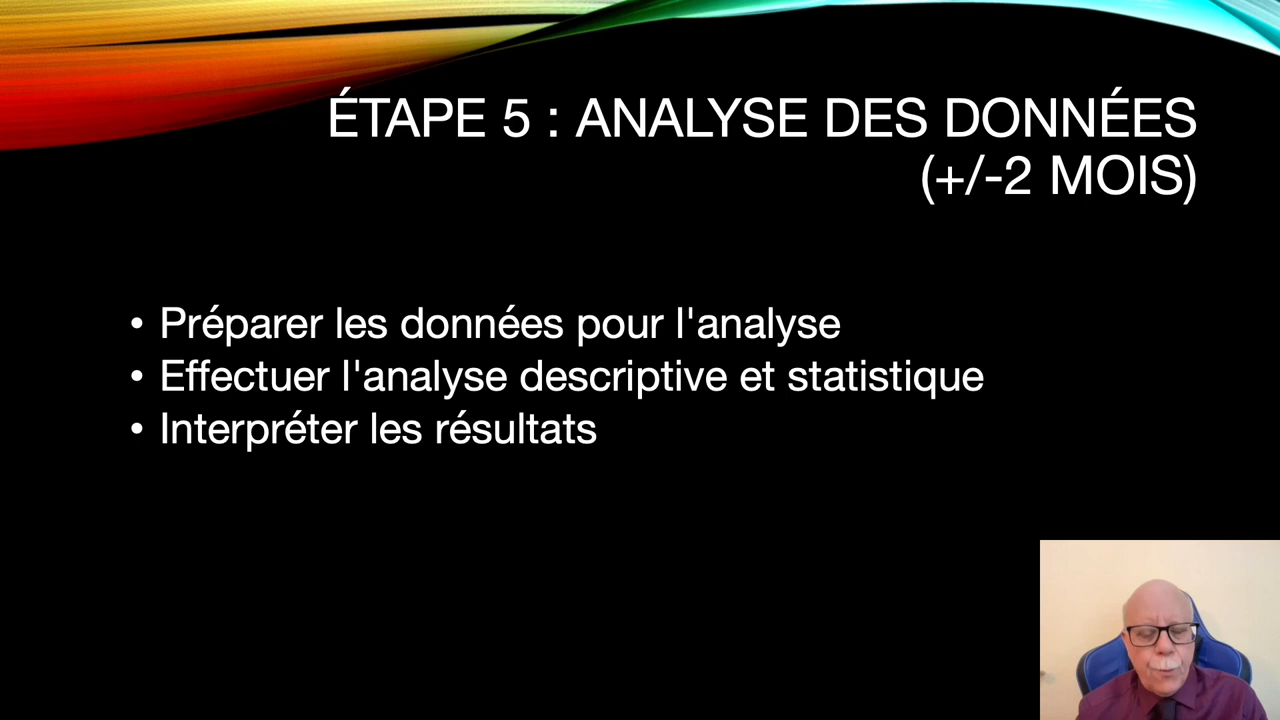 ÉTAPE 5 : ANALYSE DES DONNÉES
(+/-2 MOIS)
• Préparer les données pour l'analyse
• Effectuer l'analyse descriptive et statistique
• Interpréter les résultats